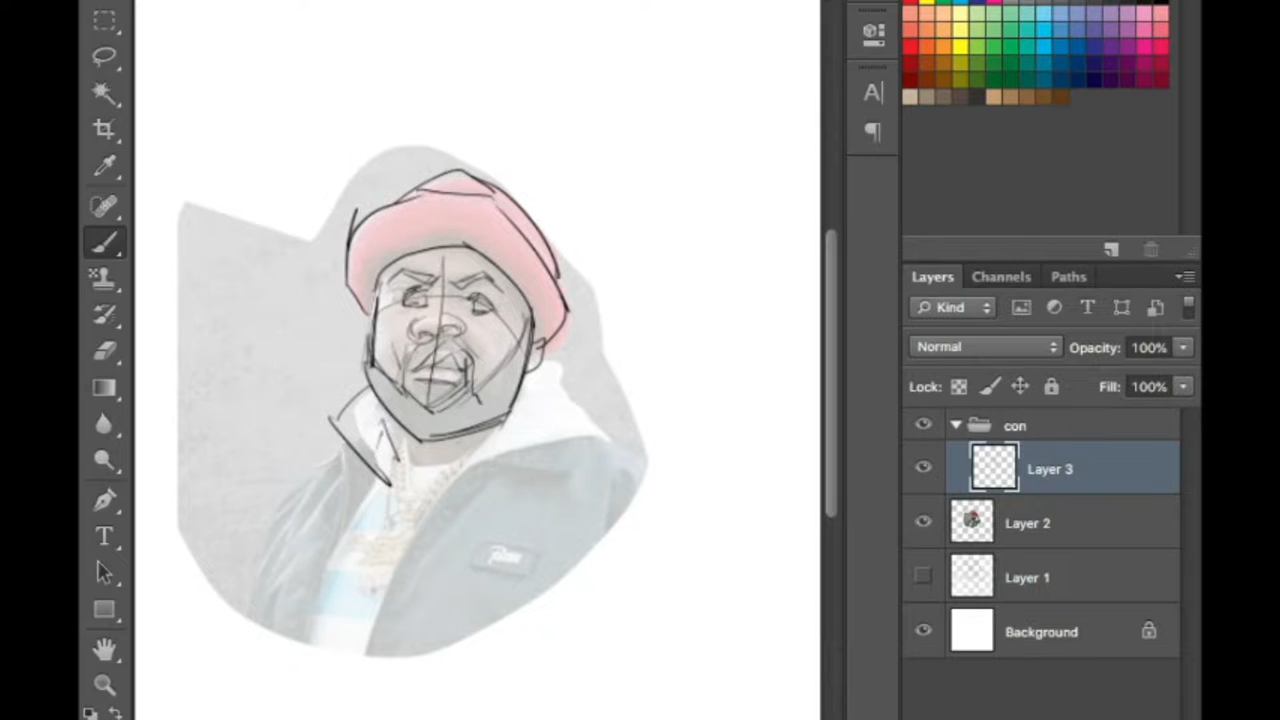 A|
Layers Channels Paths
Kind
Normal Opacity: 100%
Lock: Fill: 100%
con
Layer 3
Layer 2
Layer 1
Background